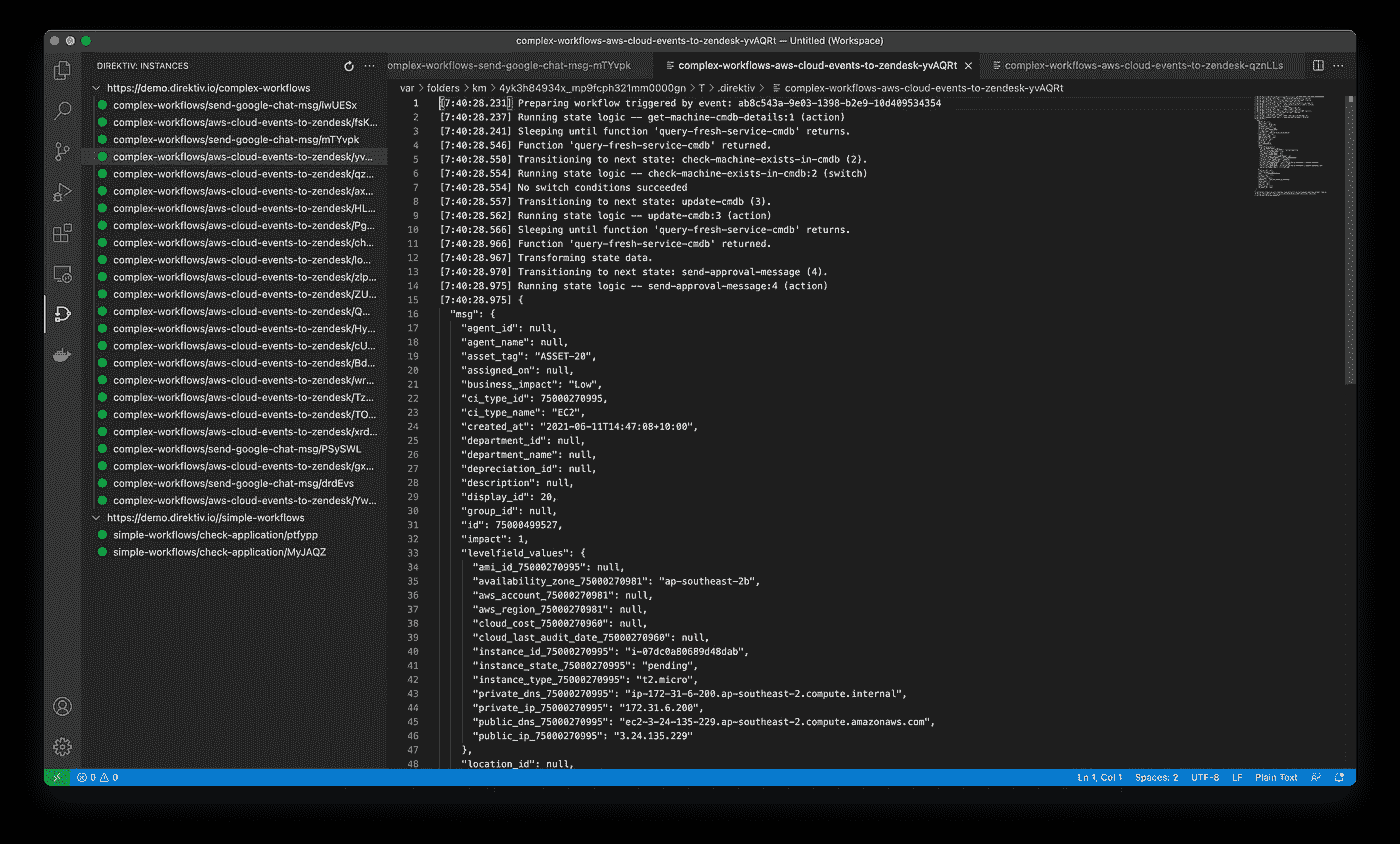 complex-workflows-aws-cloud-events-to-zendesk-yvAQRt — Untitled (Workspace)
DIREKTIV: INSTANCES
https://demo.direktiv.io/complex-workflows
complex-workflows/send-google-chat-msg/iwUESx
complex-workflows/aws-cloud-events-to-zendesk/fsK...
complex-workflows/send-google-chat-msg/mTYvpk
complex-workflows/aws-cloud-events-to-zendesk/yv...
complex-workflows/aws-cloud-events-to-zendesk/qz...
complex-workflows/aws-cloud-events-to-zendesk/ax...
complex-workflows/aws-cloud-events-to-zendesk/HL...
complex-workflows/aws-cloud-events-to-zendesk/Pg...
complex-workflows/aws-cloud-events-to-zendesk/ch...
complex-workflows/aws-cloud-events-to-zendesk/lo...
complex-workflows/aws-cloud-events-to-zendesk/zlp...
complex-workflows/aws-cloud-events-to-zendesk/ZU...
complex-workflows/aws-cloud-events-to-zendesk/Q...
complex-workflows/aws-cloud-events-to-zendesk/Hy...
complex-workflows/aws-cloud-events-to-zendesk/cU...
complex-workflows/aws-cloud-events-to-zendesk/Bd...
complex-workflows/aws-cloud-events-to-zendesk/wr...
complex-workflows/aws-cloud-events-to-zendesk/Tz...
complex-workflows/aws-cloud-events-to-zendesk/TO...
complex-workflows/aws-cloud-events-to-zendesk/xrd...
complex-workflows/send-google-chat-msg/PSySWL
complex-workflows/aws-cloud-events-to-zendesk/gx...
complex-workflows/send-google-chat-msg/drdEvs
complex-workflows/aws-cloud-events-to-zendesk/Yw...
https://demo.direktiv.io//simple-workflows
simple-workflows/check-application/ptfypp
simple-workflows/check-application/MyJAQZ
omplex-workflows-send-google-chat-msg-mTYvpk
complex-workflows-aws-cloud-events-to-zendesk-yvAQRt
complex-workflows-aws-cloud-events-to-zendesk-qznLLs
var > folders > km > 4yk3h84934x_mp9fcph321mm0000gn > T > .direktiv > complex-workflows-aws-cloud-events-to-zendesk-yvAQRt
1 [7:40:28.231] Preparing workflow triggered by event: ab8c543a-9e03-1398-b2e9-10d409534354
2 [7:40:28.237] Running state logic -- get-machine-cmdb-details:1 (action)
3 [7:40:28.241] Sleeping until function 'query-fresh-service-cmdb' returns.
4 [7:40:28.546] Function 'query-fresh-service-cmdb' returned.
5 [7:40:28.550] Transitioning to next state: check-machine-exists-in-cmdb (2).
6 [7:40:28.554] Running state logic -- check-machine-exists-in-cmdb:2 (switch)
7 [7:40:28.554] No switch conditions succeeded
8 [7:40:28.557] Transitioning to next state: update-cmdb (3).
9 [7:40:28.562] Running state logic -- update-cmdb:3 (action)
10 [7:40:28.566] Sleeping until function 'query-fresh-service-cmdb' returns.
11 [7:40:28.966] Function 'query-fresh-service-cmdb' returned.
12 [7:40:28.967] Transforming state data.
13 [7:40:28.970] Transitioning to next state: send-approval-message (4).
14 [7:40:28.975] Running state logic -- send-approval-message:4 (action)
15 [7:40:28.975] {
16 "msg": {
17 "agent_id": null,
18 "agent_name": null,
19 "asset_tag": "ASSET-20",
20 "assigned_on": null,
21 "business_impact": "Low",
22 "ci_type_id": 75000270995,
23 "ci_type_name": "EC2",
24 "created_at": "2021-06-11T14:47:08+10:00",
25 "department_id": null,
26 "department_name": null,
27 "depreciation_id": null,
28 "description": null,
29 "display_id": 20,
30 "group_id": null,
31 "id": 75000499527,
32 "impact": 1,
33 "levelfield_values": {
34 "ami_id_75000270995": null,
35 "availability_zone_75000270981": "ap-southeast-2b",
36 "aws_account_75000270981": null,
37 "aws_region_75000270981": null,
38 "cloud_cost_75000270960": null,
39 "cloud_last_audit_date_75000270960": null,
40 "instance_id_75000270995": "i-07dc0a80689d48dab",
41 "instance_state_75000270995": "pending",
42 "instance_type_75000270995": "t2.micro",
43 "private_dns_75000270995": "ip-172-31-6-200.ap-southeast-2.compute.internal",
44 "private_ip_75000270995": "172.31.6.200",
45 "public_dns_75000270995": "ec2-3-24-135-229.ap-southeast-2.compute.amazonaws.com",
46 "public_ip_75000270995": "3.24.135.229"
47 },
48 "location_id": null,
0 0
Ln 1, Col 1 Spaces: 2 UTF-8 LF Plain Text